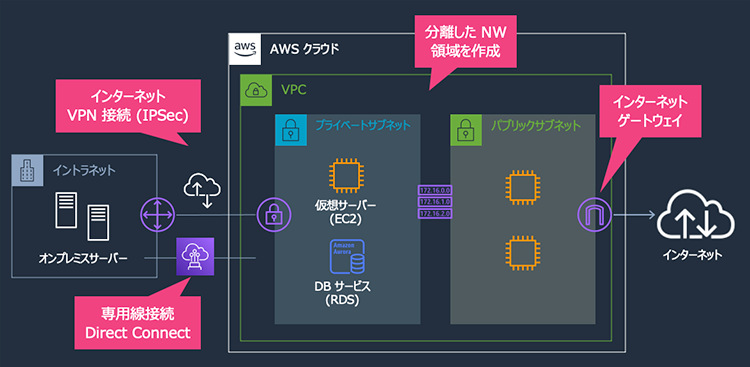 分離した NW
領域を作成
aws
AWS クラウド
インターネット
VPN 接続 (IPSec)
VPC
インターネット
ゲートウェイ
プライベートサブネット
パブリックサブネット
イントラネット
仮想サーバー
(EC2)
172.16.0.0
172.16.1.0
172.16.2.0
オンプレミスサーバー
Amazon
Aurora
インターネット
DB サービス
(RDS)
専用線接続
Direct Connect